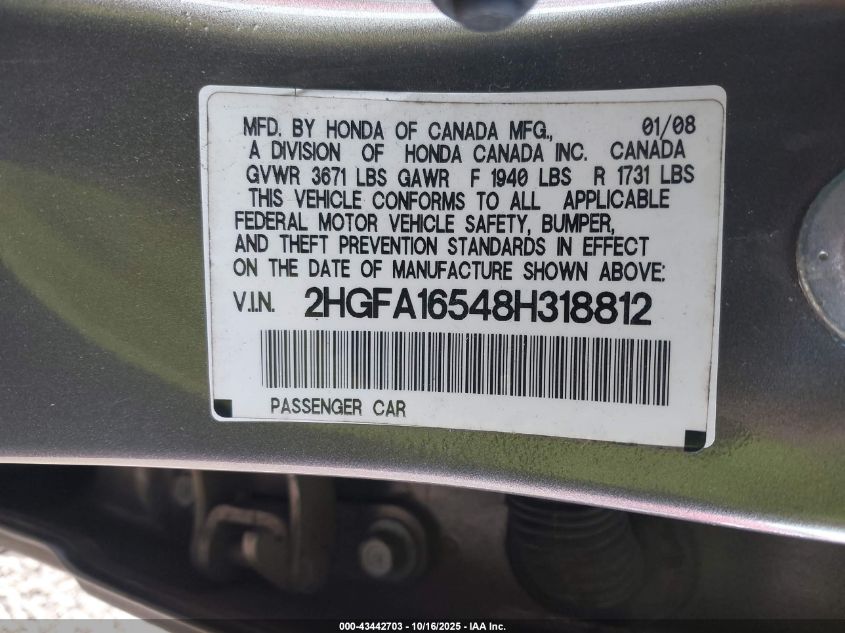 MFD. BY HONDA OF CANADA MFG., 01/08
A DIVISION OF HONDA CANADA INC. CANADA
GVWR 3671 LBS GAWR F 1940 LBS R 1731 LBS
THIS VEHICLE CONFORMS TO ALL APPLICABLE
FEDERAL MOTOR VEHICLE SAFETY, BUMPER,
AND THEFT PREVENTION STANDARDS IN EFFECT
ON THE DATE OF MANUFACTURE SHOWN ABOVE:
V.I.N. 2HGFA16548H318812
PASSENGER CAR
000-43442703 - 10/16/2025 - IAA Inc.